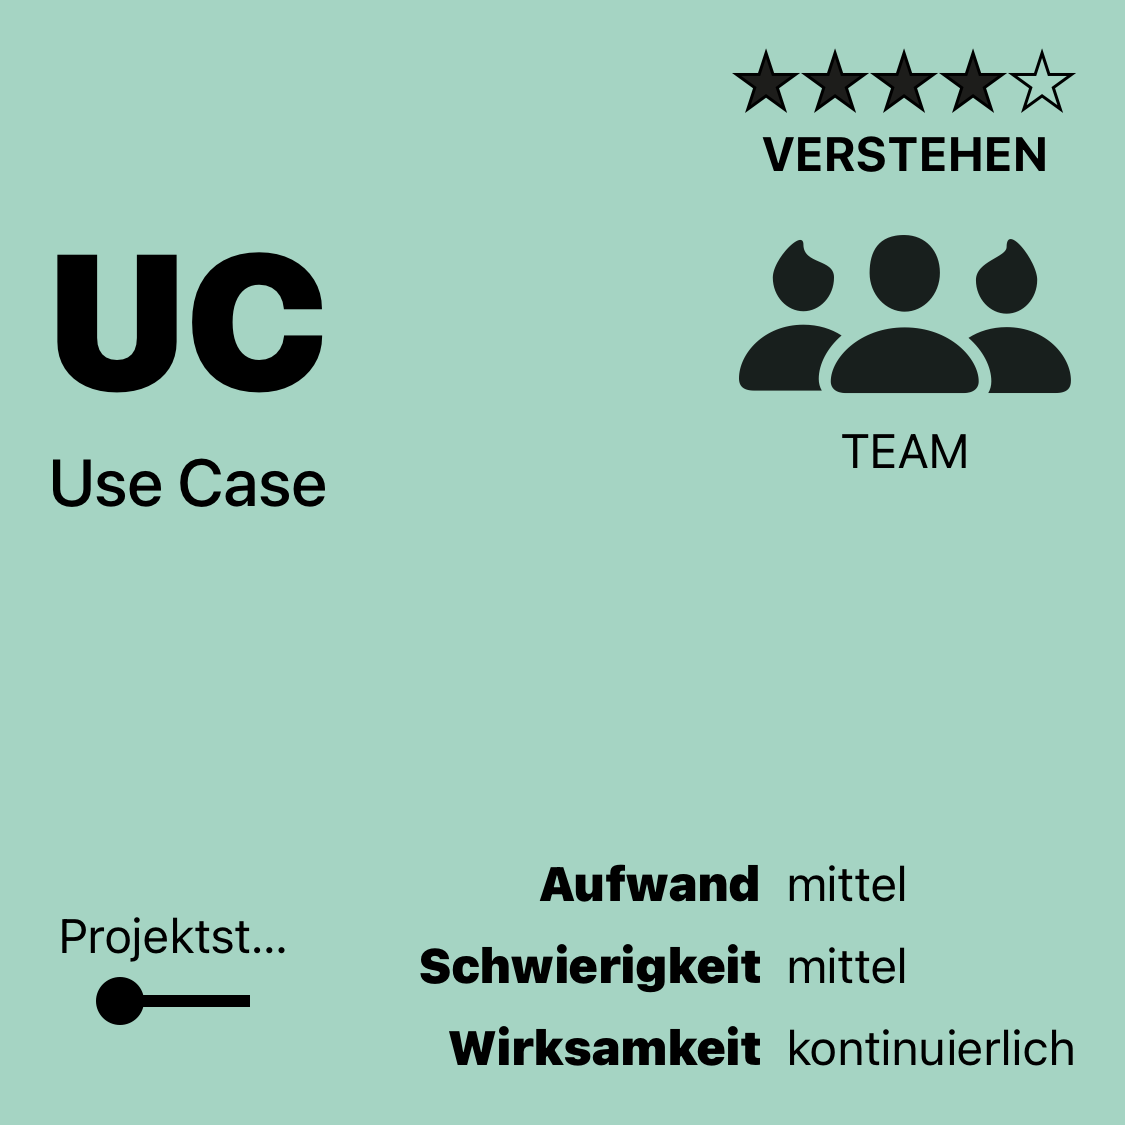 VERSTEHEN
UC
Use Case
TEAM
Projektst...
Aufwand mittel
Schwierigkeit mittel
Wirksamkeit kontinuierlich